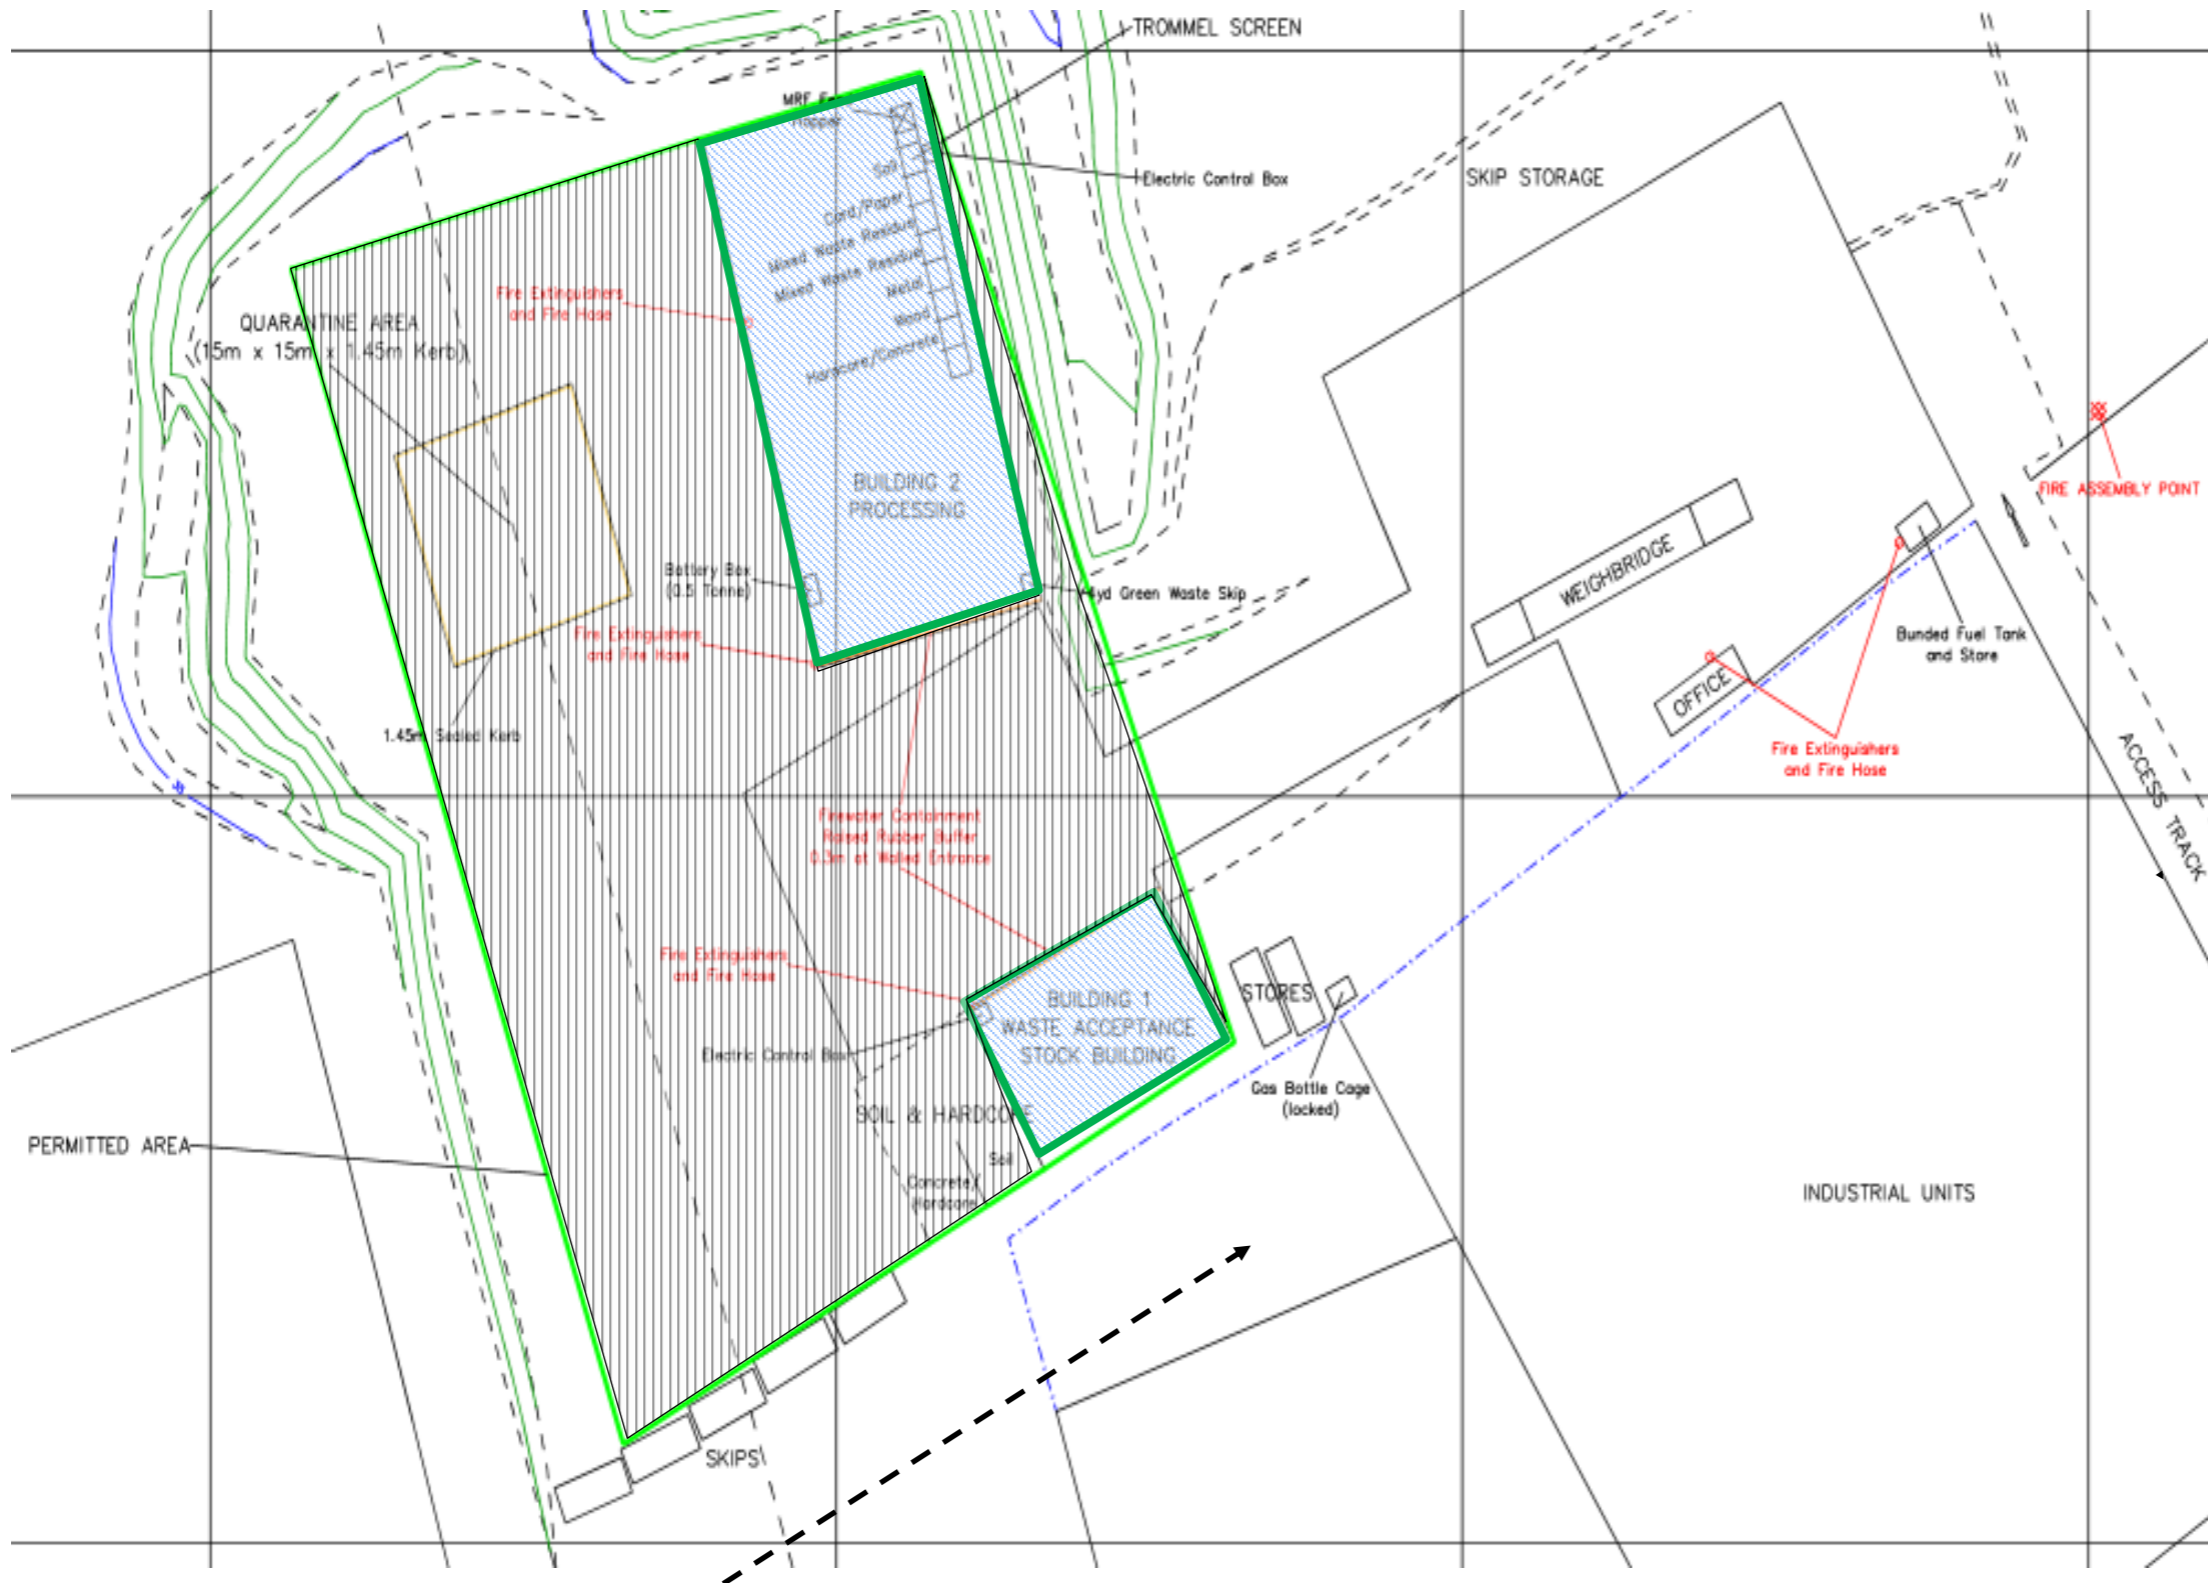 TROMMEL SCREEN
MRF
Hopper
Electric Control Box
SKIP STORAGE
Soil
Card/Paper
Mixed Waste Residue
Mixed Waste Residue
Metal
Wood
Hardcore/Concrete
Fire Extinguishers
and Fire Hose
QUARANTINE AREA
(15m x 15m x 1.45m Kerb)
BUILDING 2
PROCESSING
FIRE ASSEMBLY POINT
WEIGHBRIDGE
Battery Box
(0.5 Tonne)
4yd Green Waste Skip
Fire Extinguishers
and Fire Hose
Bunded Fuel Tank
and Store
OFFICE
1.45m Sealed Kerb
Fire Extinguishers
and Fire Hose
ACCESS TRACK
Firewater Containment
Raised Rubber Buffer
0.3m at Walled Entrance
Fire Extinguishers
and Fire Hose
STORES
BUILDING 1
WASTE ACCEPTANCE
STOCK BUILDING
Electric Control Box
Gas Bottle Cage
(locked)
SOIL & HARDCORE
PERMITTED AREA
Soil
Concrete/
Hardcore
INDUSTRIAL UNITS
SKIPS